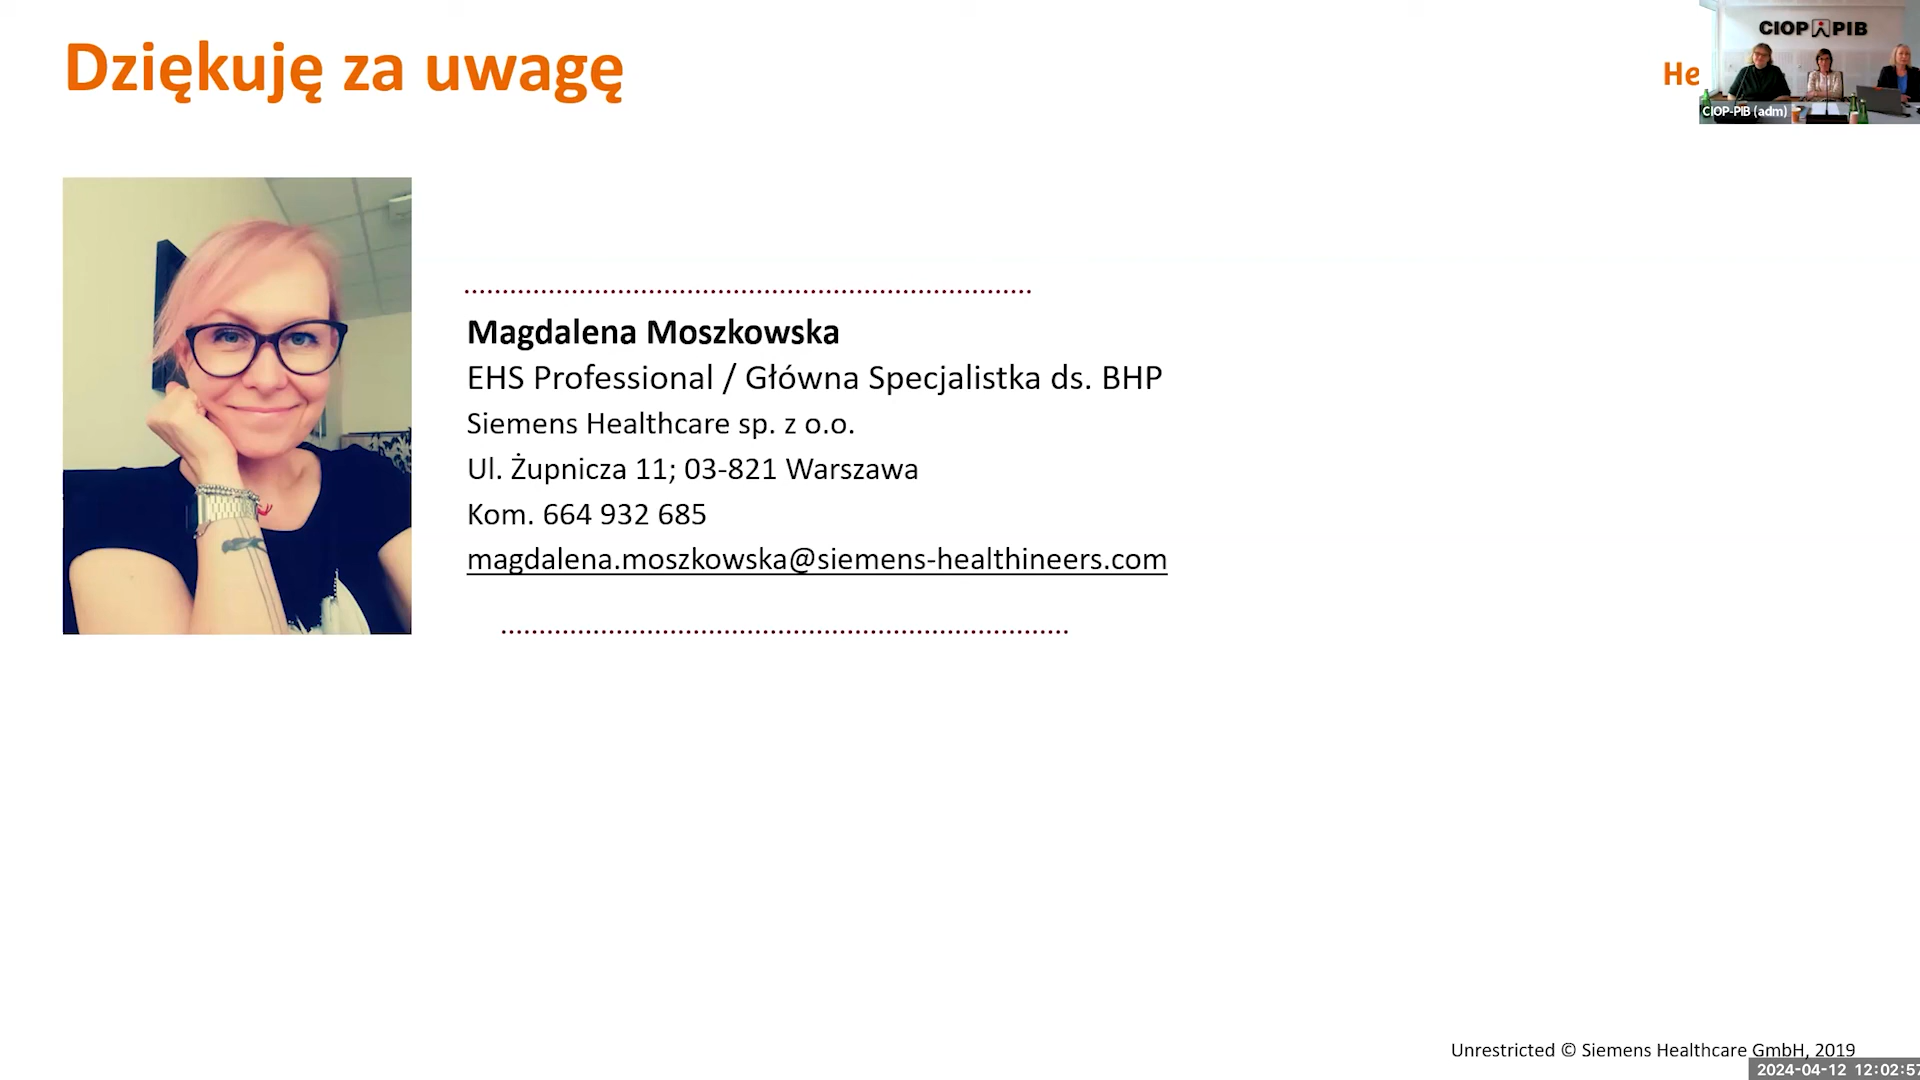 Dziękuję za uwagę
He
CIOP PIB
CIOP-PIB (adm)
Magdalena Moszkowska
EHS Professional / Główna Specjalistka ds. BHP
Siemens Healthcare sp. z o.o.
Ul. Żupnicza 11; 03-821 Warszawa
Kom. 664 932 685
magdalena.moszkowska@siemens-healthineers.com
Unrestricted © Siemens Healthcare GmbH, 2019
2024-04-12 12:02:57